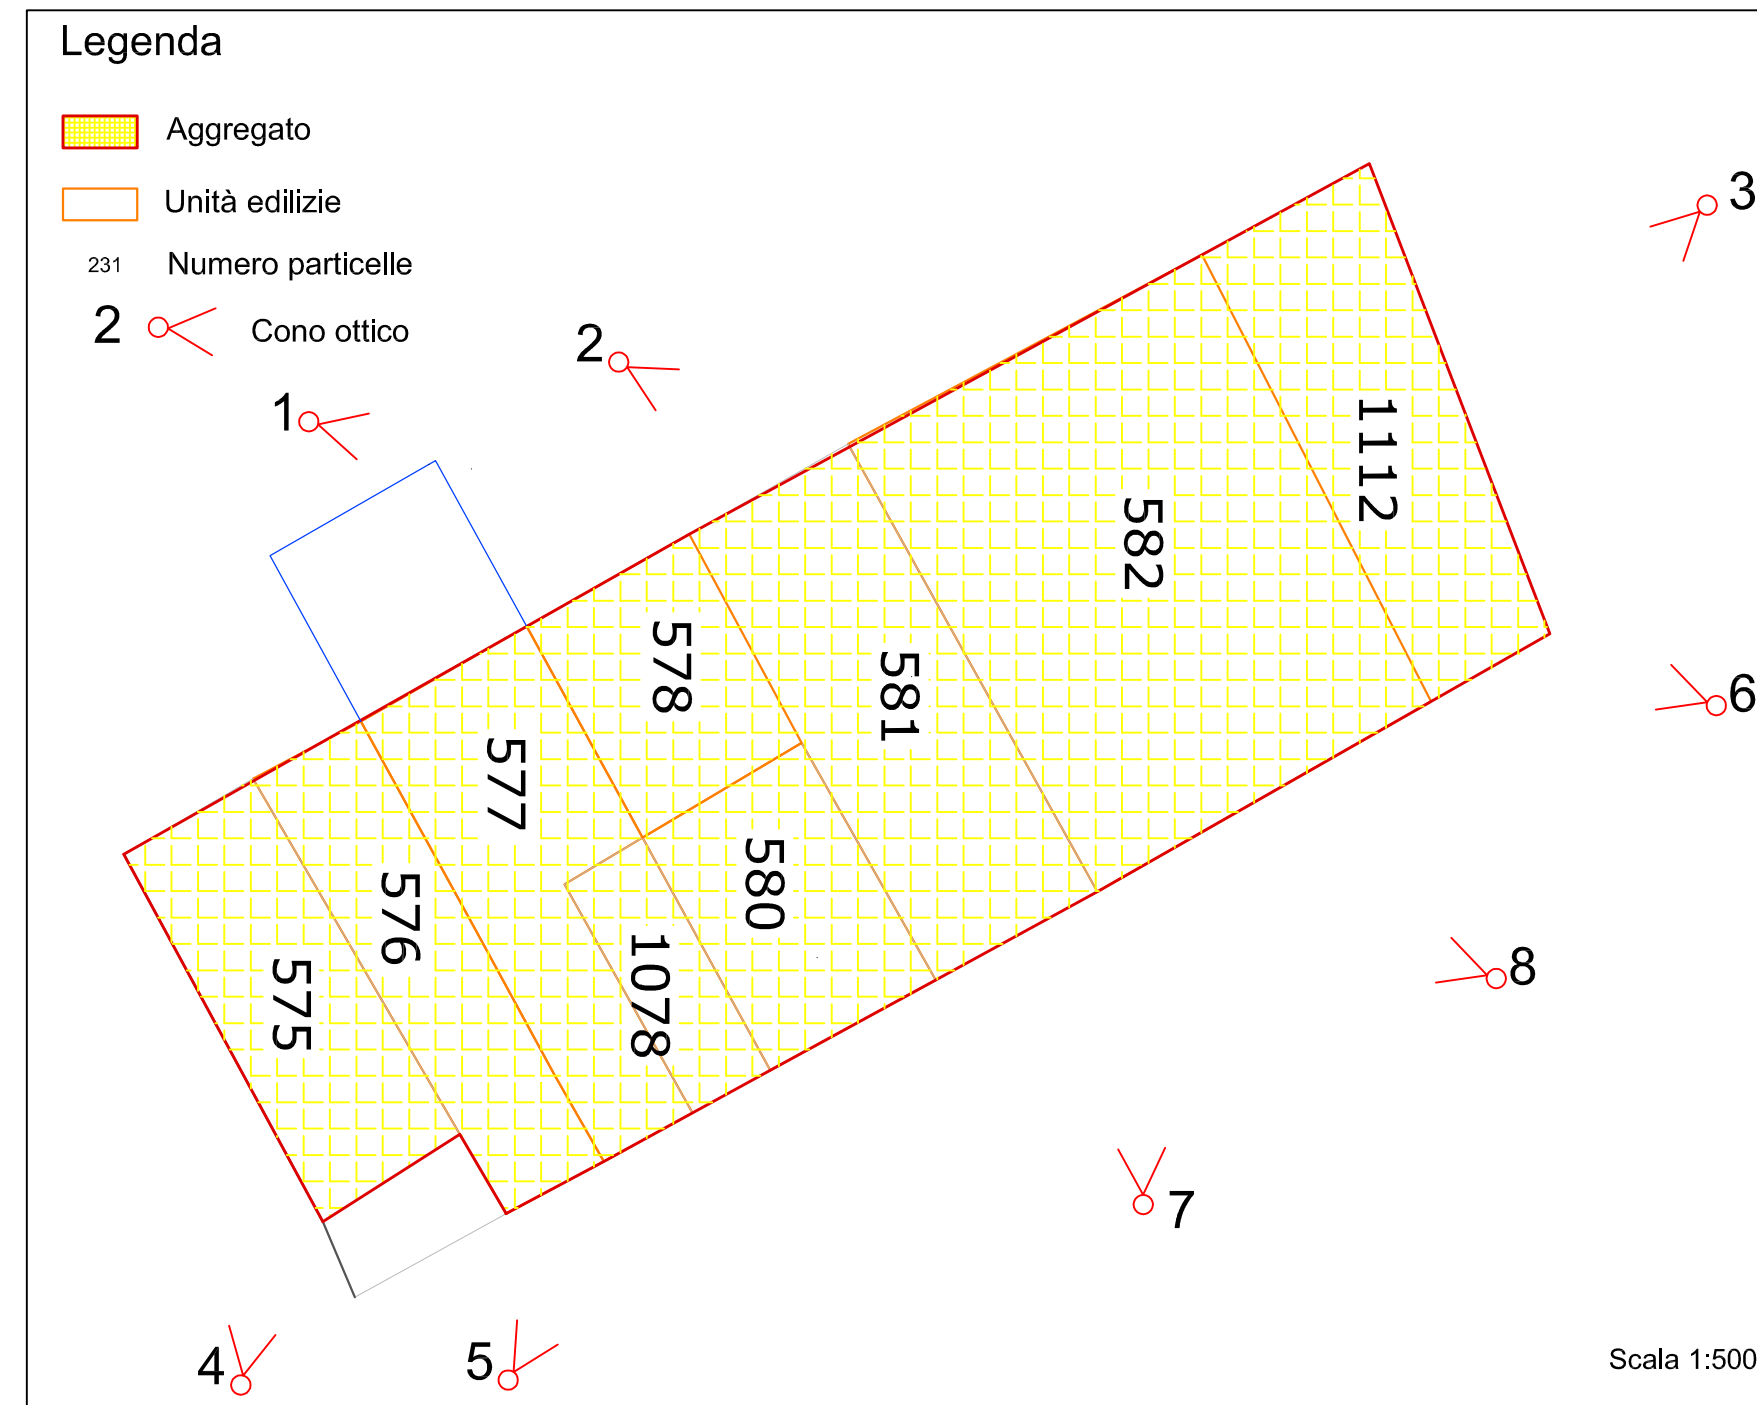 Legenda
Aggregato
Unità edilizie
231 Numero particelle
2 Cono ottico
1
2
3
1112
582
578
581
577
576
580
575
1078
6
8
7
4
5
Scala 1:500